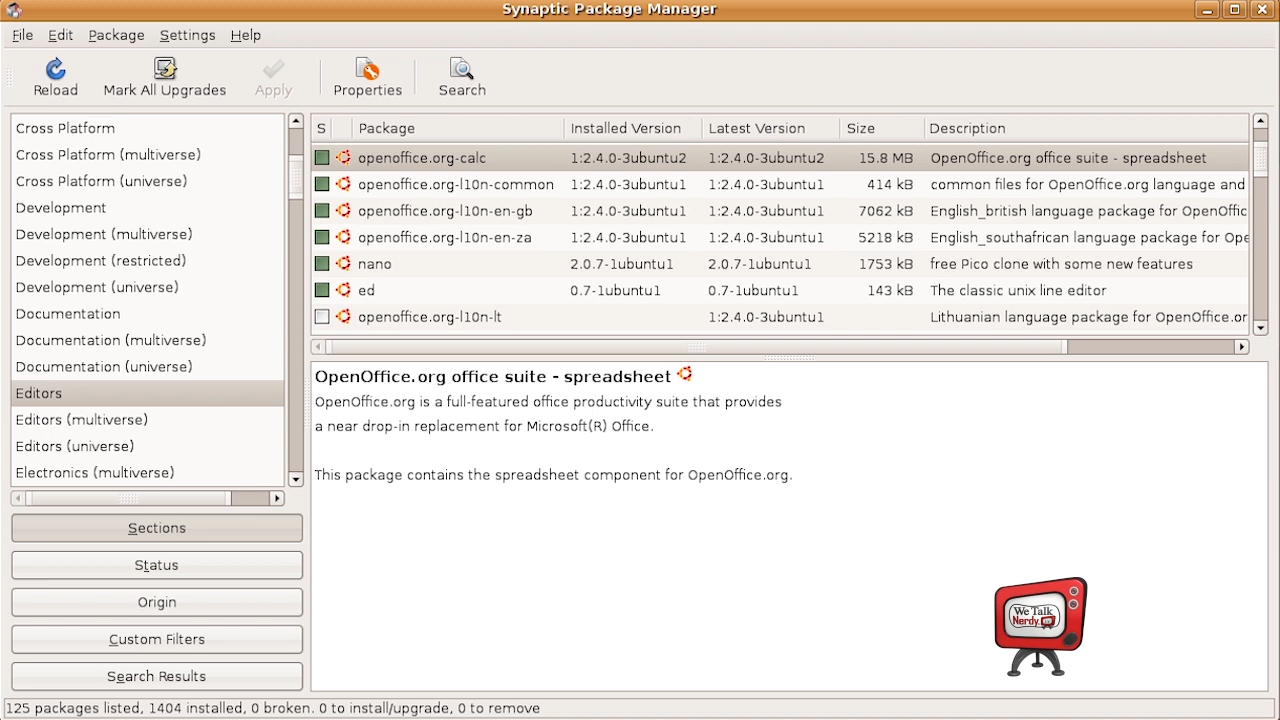 Synaptic Package Manager
File Edit Package Settings Help
Reload Mark All Upgrades Apply Properties Search
Cross Platform
Cross Platform (multiverse)
Cross Platform (universe)
Development
Development (multiverse)
Development (restricted)
Development (universe)
Documentation
Documentation (multiverse)
Documentation (universe)
Editors
Editors (multiverse)
Editors (universe)
Electronics (multiverse)
Sections
Status
Origin
Custom Filters
Search Results
S Package Installed Version Latest Version Size Description
openoffice.org-calc 1:2.4.0-3ubuntu2 1:2.4.0-3ubuntu2 15.8 MB OpenOffice.org office suite - spreadsheet
openoffice.org-l10n-common 1:2.4.0-3ubuntu1 1:2.4.0-3ubuntu1 414 kB common files for OpenOffice.org language and
openoffice.org-l10n-en-gb 1:2.4.0-3ubuntu1 1:2.4.0-3ubuntu1 7062 kB English_british language package for OpenOffic
openoffice.org-l10n-en-za 1:2.4.0-3ubuntu1 1:2.4.0-3ubuntu1 5218 kB English_southafrican language package for Ope
nano 2.0.7-1ubuntu1 2.0.7-1ubuntu1 1753 kB free Pico clone with some new features
ed 0.7-1ubuntu1 0.7-1ubuntu1 143 kB The classic unix line editor
openoffice.org-l10n-lt 1:2.4.0-3ubuntu1 Lithuanian language package for OpenOffice.or
OpenOffice.org office suite - spreadsheet
OpenOffice.org is a full-featured office productivity suite that provides
a near drop-in replacement for Microsoft(R) Office.
This package contains the spreadsheet component for OpenOffice.org.
We Talk
Nerdy
125 packages listed, 1404 installed, 0 broken. 0 to install/upgrade, 0 to remove